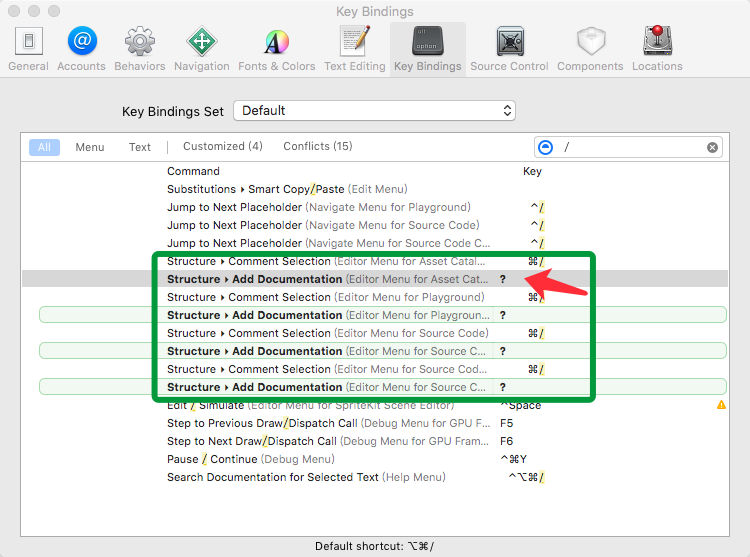 Key Bindings
General Accounts Behaviors Navigation Fonts & Colors Text Editing Key Bindings Source Control Components Locations
Key Bindings Set Default
All Menu Text Customized (4) Conflicts (15) /
Command Key
Substitutions ▸ Smart Copy/Paste (Edit Menu)
Jump to Next Placeholder (Navigate Menu for Playground) ^/
Jump to Next Placeholder (Navigate Menu for Source Code) ^/
Jump to Next Placeholder (Navigate Menu for Source Code C... ^/
Structure ▸ Comment Selection (Editor Menu for Asset Catal... ⌘/
Structure ▸ Add Documentation (Editor Menu for Asset Cat... ?
Structure ▸ Comment Selection (Editor Menu for Playground) ⌘/
Structure ▸ Add Documentation (Editor Menu for Playgroun... ?
Structure ▸ Comment Selection (Editor Menu for Source Code) ⌘/
Structure ▸ Add Documentation (Editor Menu for Source C... ?
Structure ▸ Comment Selection (Editor Menu for Source Cod... ⌘/
Structure ▸ Add Documentation (Editor Menu for Source C... ?
Edit / Simulate (Editor Menu for SpriteKit Scene Editor) ^Space
Step to Previous Draw/Dispatch Call (Debug Menu for GPU F... F5
Step to Next Draw/Dispatch Call (Debug Menu for GPU Fram... F6
Pause / Continue (Debug Menu) ^⌘Y
Search Documentation for Selected Text (Help Menu) ^⌥⌘/
Default shortcut: ⌥⌘/